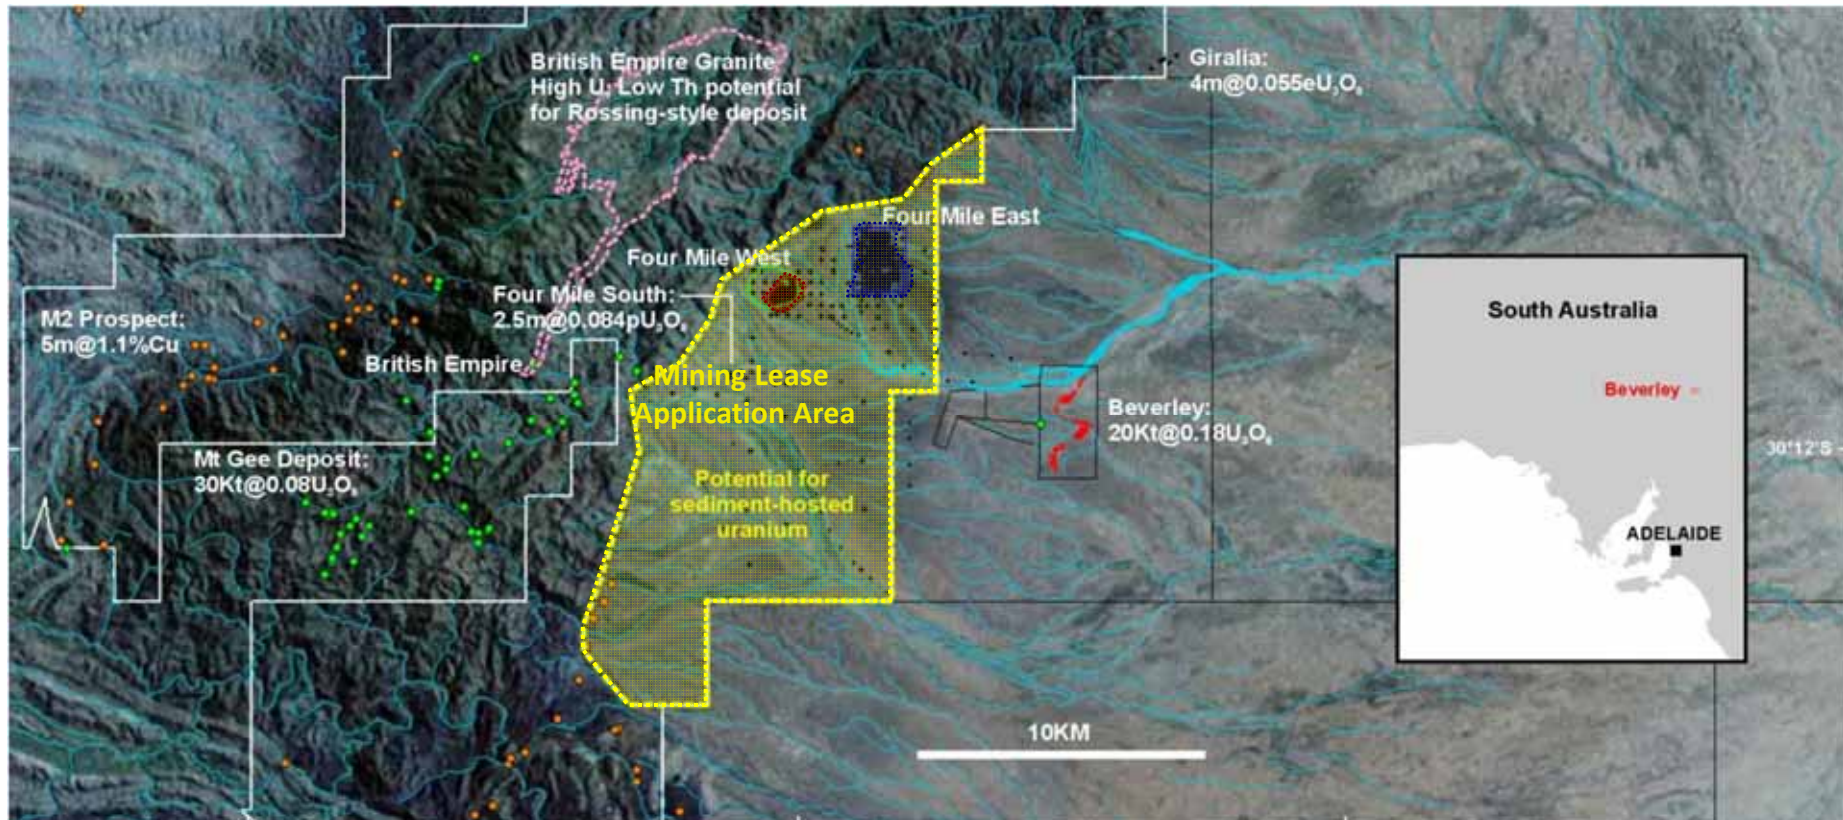 British Empire Granite
High U; Low Th potential
for Rossing-style deposit
Giralia:
4m@0.055eU₃O₈
Four Mile East
Four Mile West
Four Mile South:
2.5m@0.084pU₃O₈
M2 Prospect:
5m@1.1%Cu
British Empire
Mining Lease
Application Area
Beverley:
20Kt@0.18U₃O₈
Mt Gee Deposit:
30Kt@0.08U₃O₈
Potential for
sediment-hosted
uranium
10KM
South Australia
Beverley
ADELAIDE
30°12'S